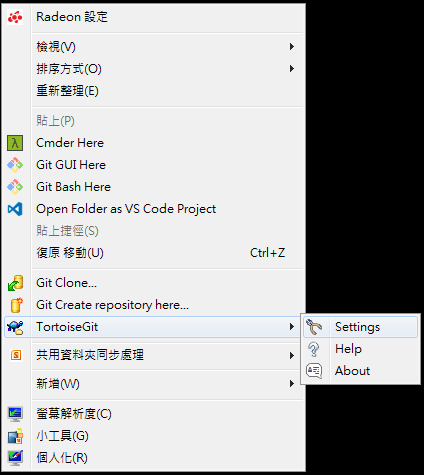 Radeon 設定
檢視(V)
排序方式(O)
重新整理(E)
貼上(P)
Cmder Here
Git GUI Here
Git Bash Here
Open Folder as VS Code Project
貼上捷徑(S)
復原 移動(U) Ctrl+Z
Git Clone...
Git Create repository here...
TortoiseGit
Settings
Help
About
共用資料夾同步處理
新增(W)
螢幕解析度(C)
小工具(G)
個人化(R)